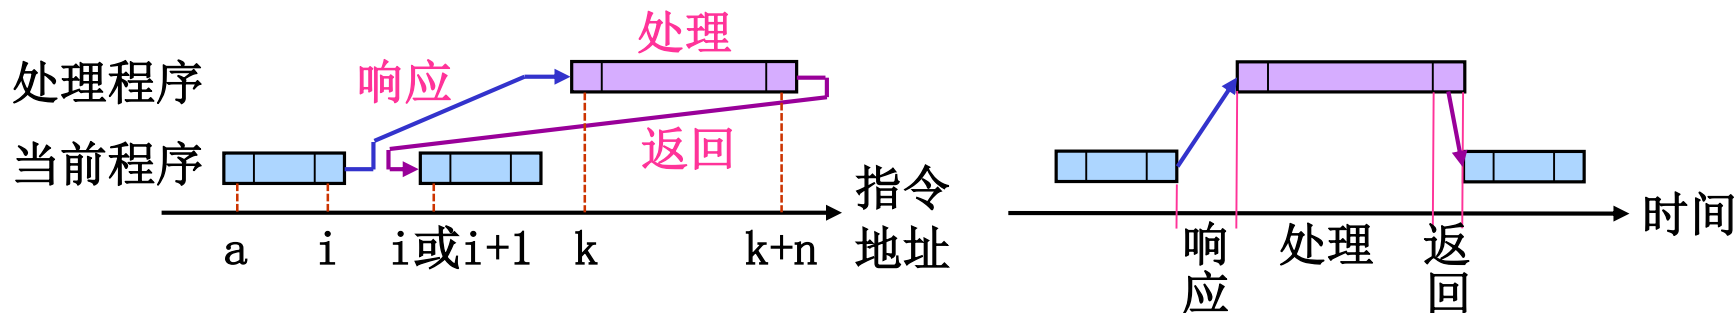 处理
处理程序
响应
当前程序
返回
指令
地址
a i i或i+1 k k+n
时间
响应
处理
返回